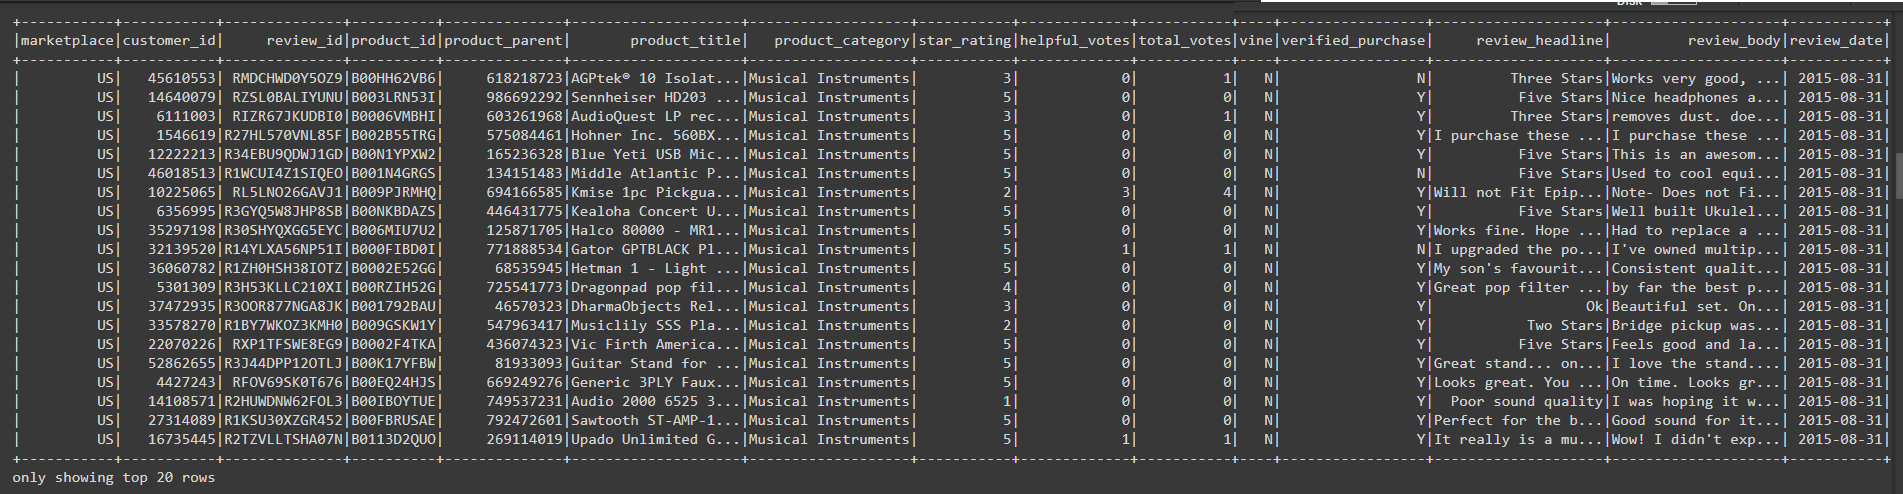 DISK
+-----------+-----------+--------------+----------+--------------+--------------------+-------------------+-----------+-------------+-----------+----+-----------------+--------------------+--------------------+-----------+
|marketplace|customer_id|     review_id|product_id|product_parent|       product_title|   product_category|star_rating|helpful_votes|total_votes|vine|verified_purchase|     review_headline|         review_body|review_date|
+-----------+-----------+--------------+----------+--------------+--------------------+-------------------+-----------+-------------+-----------+----+-----------------+--------------------+--------------------+-----------+
|         US|   45610553| RMDCHWD0Y5OZ9|B00HH62VB6|     618218723|AGPtek® 10 Isolat...|Musical Instruments|          3|            0|          1|   N|                N|         Three Stars|Works very good, ...| 2015-08-31|
|         US|   14640079| RZSL0BALIYUNU|B003LRN53I|     986692292|Sennheiser HD203 ...|Musical Instruments|          5|            0|          0|   N|                Y|          Five Stars|Nice headphones a...| 2015-08-31|
|         US|    6111003| RIZR67JKUDBI0|B0006VMBHI|     603261968|AudioQuest LP rec...|Musical Instruments|          3|            0|          1|   N|                Y|         Three Stars|removes dust. doe...| 2015-08-31|
|         US|    1546619|R27HL570VNL85F|B002B55TRG|     575084461|Hohner Inc. 560BX...|Musical Instruments|          5|            0|          0|   N|                Y|I purchase these ...|I purchase these ...| 2015-08-31|
|         US|   12222213|R34EBU9QDWJ1GD|B00N1YPXW2|     165236328|Blue Yeti USB Mic...|Musical Instruments|          5|            0|          0|   N|                Y|          Five Stars|This is an awesom...| 2015-08-31|
|         US|   46018513|R1WCUI4Z1SIQEO|B001N4GRGS|     134151483|Middle Atlantic P...|Musical Instruments|          5|            0|          0|   N|                N|          Five Stars|Used to cool equi...| 2015-08-31|
|         US|   10225065| RL5LNO26GAVJ1|B009PJRMHQ|     694166585|Kmise 1pc Pickgua...|Musical Instruments|          2|            3|          4|   N|                Y|Will not Fit Epip...|Note- Does not Fi...| 2015-08-31|
|         US|    6356995|R3GYQ5W8JHP8SB|B00NKBDAZS|     446431775|Kealoha Concert U...|Musical Instruments|          5|            0|          0|   N|                Y|          Five Stars|Well built Ukulel...| 2015-08-31|
|         US|   35297198|R30SHYQXGG5EYC|B006MIU7U2|     125871705|Halco 80000 - MR1...|Musical Instruments|          5|            0|          0|   N|                Y|Works fine. Hope ...|Had to replace a ...| 2015-08-31|
|         US|   32139520|R14YLXA56NP51I|B000FIBD0I|     771888534|Gator GPTBLACK Pl...|Musical Instruments|          5|            1|          1|   N|                N|I upgraded the po...|I've owned multip...| 2015-08-31|
|         US|   36060782|R1ZH0HSH38IOTZ|B0002E52GG|      68535945|Hetman 1 - Light ...|Musical Instruments|          5|            0|          0|   N|                Y|My son's favourit...|Consistent qualit...| 2015-08-31|
|         US|    5301309|R3H53KLLC210XI|B00RZIH52G|     725541773|Dragonpad pop fil...|Musical Instruments|          4|            0|          0|   N|                Y|Great pop filter ...|by far the best p...| 2015-08-31|
|         US|   37472935|R3OOR877NGA8JK|B001792BAU|      46570323|DharmaObjects Rel...|Musical Instruments|          3|            0|          0|   N|                Y|                  Ok|Beautiful set. On...| 2015-08-31|
|         US|   33578270|R1BY7WKOZ3KMH0|B009GSKW1Y|     547963417|Musiclily SSS Pla...|Musical Instruments|          2|            0|          0|   N|                Y|           Two Stars|Bridge pickup was...| 2015-08-31|
|         US|   22070226| RXP1TFSWE8EG9|B0002F4TKA|     436074323|Vic Firth America...|Musical Instruments|          5|            0|          0|   N|                Y|          Five Stars|Feels good and la...| 2015-08-31|
|         US|   52862655|R3J44DPP12OTLJ|B00K17YFBW|      81933093|Guitar Stand for ...|Musical Instruments|          5|            0|          0|   N|                Y|Great stand... on...|I love the stand....| 2015-08-31|
|         US|    4427243| RFOV69SK0T676|B00EQ24HJS|     669249276|Generic 3PLY Faux...|Musical Instruments|          5|            0|          0|   N|                Y|Looks great. You ...|On time. Looks gr...| 2015-08-31|
|         US|   14108571|R2HUWDNW62FOL3|B00IBOYTUE|     749537231|Audio 2000 6525 3...|Musical Instruments|          1|            0|          0|   N|                Y|  Poor sound quality|I was hoping it w...| 2015-08-31|
|         US|   27314089|R1KSU30XZGR452|B00FBRUSAE|     792472601|Sawtooth ST-AMP-1...|Musical Instruments|          5|            0|          0|   N|                Y|Perfect for the b...|Good sound for it...| 2015-08-31|
|         US|   16735445|R2TZVLLTSHA07N|B0113D2QUO|     269114019|Upado Unlimited G...|Musical Instruments|          5|            1|          1|   N|                Y|It really is a mu...|Wow! I didn't exp...| 2015-08-31|
+-----------+-----------+--------------+----------+--------------+--------------------+-------------------+-----------+-------------+-----------+----+-----------------+--------------------+--------------------+-----------+
only showing top 20 rows